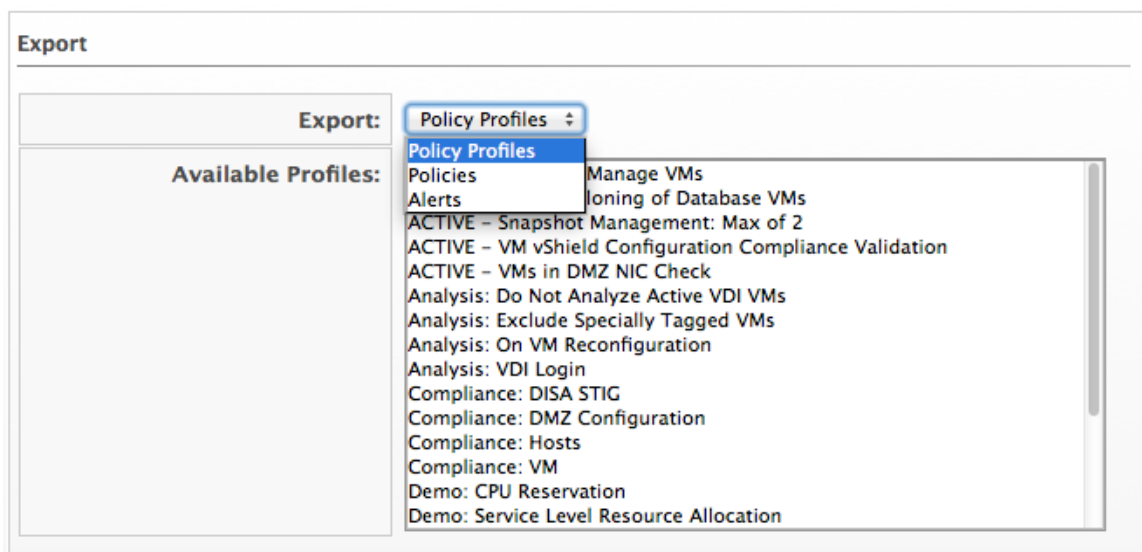 Export
Export: Policy Profiles
Policy Profiles
Policies
Alerts
Available Profiles:
Manage VMs
loning of Database VMs
ACTIVE – Snapshot Management: Max of 2
ACTIVE – VM vShield Configuration Compliance Validation
ACTIVE – VMs in DMZ NIC Check
Analysis: Do Not Analyze Active VDI VMs
Analysis: Exclude Specially Tagged VMs
Analysis: On VM Reconfiguration
Analysis: VDI Login
Compliance: DISA STIG
Compliance: DMZ Configuration
Compliance: Hosts
Compliance: VM
Demo: CPU Reservation
Demo: Service Level Resource Allocation